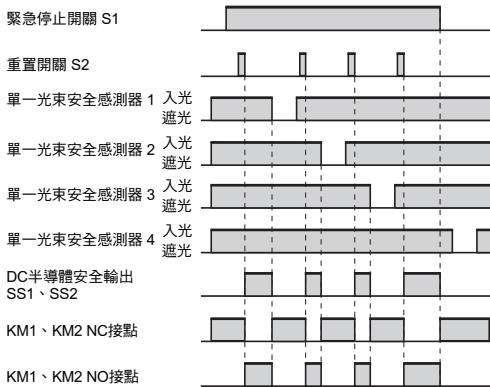 緊急停止開關 S1
重置開關 S2
單一光束安全感測器 1 入光
遮光
單一光束安全感測器 2 入光
遮光
單一光束安全感測器 3 入光
遮光
單一光束安全感測器 4 入光
遮光
DC半導體安全輸出
SS1、SS2
KM1、KM2 NC接點
KM1、KM2 NO接點